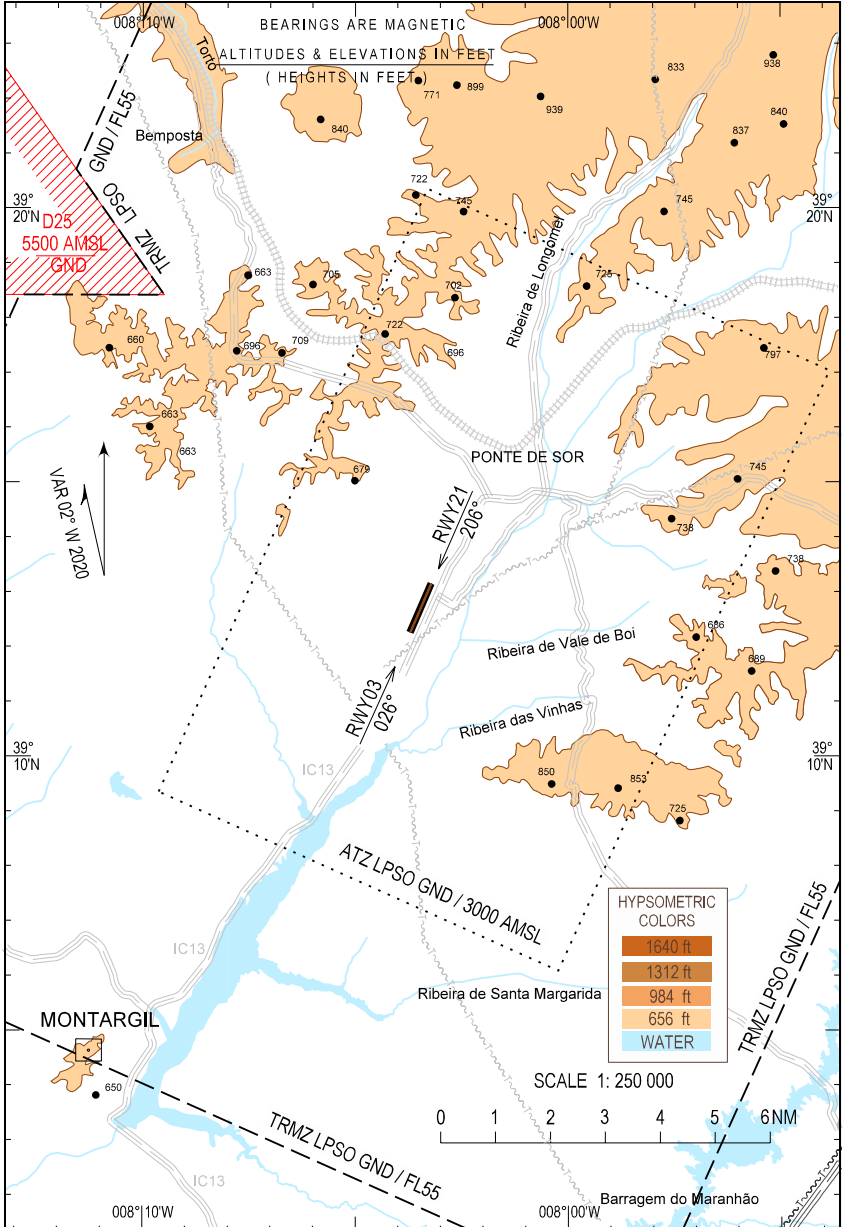 008°10'W
BEARINGS ARE MAGNETIC
008°00'W
ALTITUDES & ELEVATIONS IN FEET
( HEIGHTS IN FEET )
Torto
938
833
771
899
939
840
840
837
Bemposta
GND / FL55
TRMZ LPSO
722
745
745
39°
20'N
39°
20'N
D25
5500 AMSL
GND
Ribeira de Longomel
663
705
702
725
722
696
660
696
709
797
663
663
679
PONTE DE SOR
745
738
VAR 02° W 2020
RWY21
206°
738
686
Ribeira de Vale de Boi
689
RWY03
026°
Ribeira das Vinhas
39°
10'N
39°
10'N
IC13
850
853
725
ATZ LPSO GND / 3000 AMSL
HYPSOMETRIC
COLORS
1640 ft
1312 ft
984 ft
656 ft
WATER
IC13
Ribeira de Santa Margarida
TRMZ LPSO GND / FL55
MONTARGIL
650
SCALE 1: 250 000
0 1 2 3 4 5 6 NM
TRMZ LPSO GND / FL55
IC13
Barragem do Maranhão
008°10'W
008°00'W